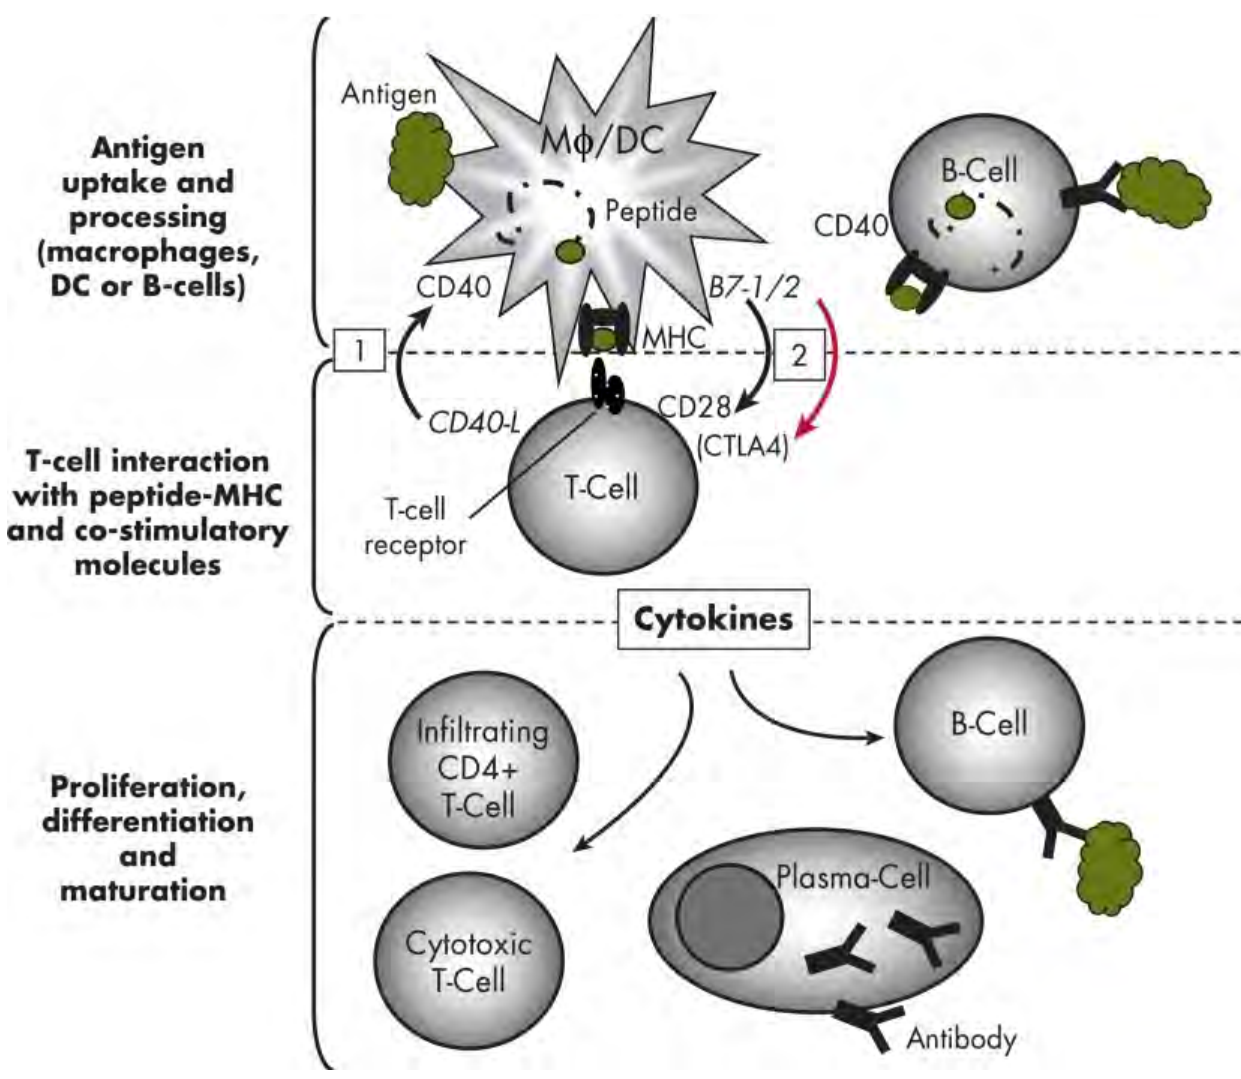 Antigen
uptake and
processing
(macrophages,
DC or B-cells)
Antigen
Mϕ/DC
Peptide
CD40
B7-1/2
MHC
B-Cell
CD40
1
2
T-cell interaction
with peptide-MHC
and co-stimulatory
molecules
CD40-L
CD28
(CTLA4)
T-Cell
T-cell
receptor
Cytokines
Proliferation,
differentiation
and
maturation
Infiltrating
CD4+
T-Cell
B-Cell
Cytotoxic
T-Cell
Plasma-Cell
Antibody